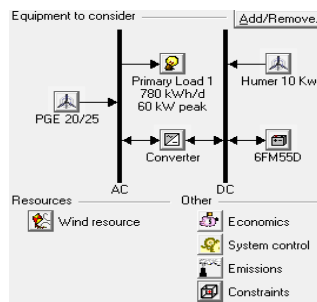 Equipment to consider
Add/Remove.
Primary Load 1
780 kWh/d
60 kW peak
Humer 10 Kw
PGE 20/25
Converter
6FM55D
AC
DC
Resources
Other
Wind resource
Economics
System control
Emissions
Constraints